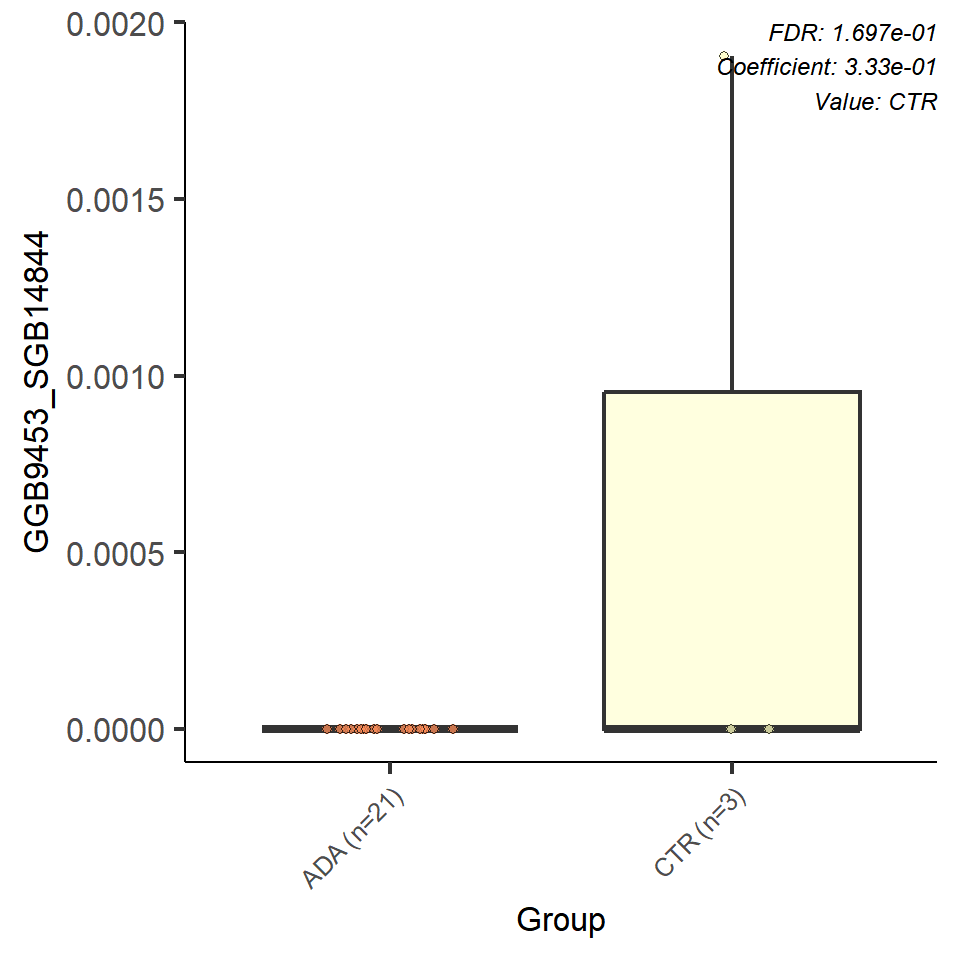 FDR: 1.697e-01
Coefficient: 3.33e-01
Value: CTR
0.0020
0.0015
0.0010
0.0005
0.0000
GGB9453_SGB14844
ADA (n=21)
CTR (n=3)
Group